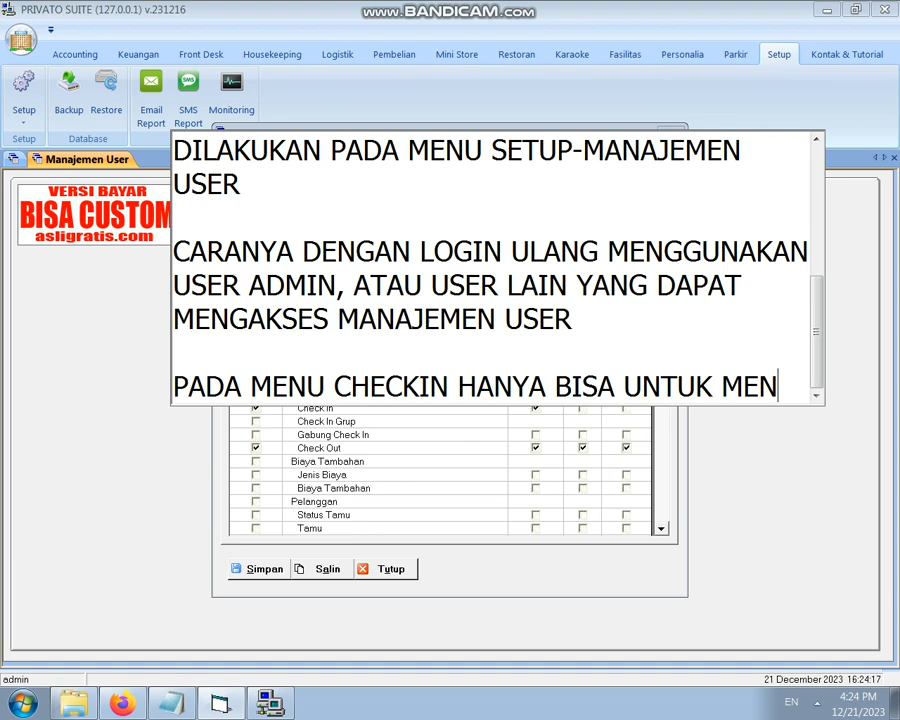 PRIVATO SUITE (127.0.0.1) v.231216
www.BANDICAM.com
Accounting Keuangan Front Desk Housekeeping Logistik Pembelian Mini Store Restoran Karaoke Fasilitas Personalia Parkir Setup Kontak & Tutorial
SMS
Setup Backup Restore Email Report SMS Report Monitoring
Setup Database
Manajemen User
VERSI BAYAR
BISA CUSTOM
asligratis.com
DILAKUKAN PADA MENU SETUP-MANAJEMEN
USER
CARANYA DENGAN LOGIN ULANG MENGGUNAKAN
USER ADMIN, ATAU USER LAIN YANG DAPAT
MENGAKSES MANAJEMEN USER
PADA MENU CHECKIN HANYA BISA UNTUK MEN
Check In
Check In Grup
Gabung Check In
Check Out
Biaya Tambahan
Jenis Biaya
Biaya Tambahan
Pelanggan
Status Tamu
Tamu
Simpan Salin Tutup
admin
21 December 2023 16:24:17
EN
4:24 PM
12/21/2023